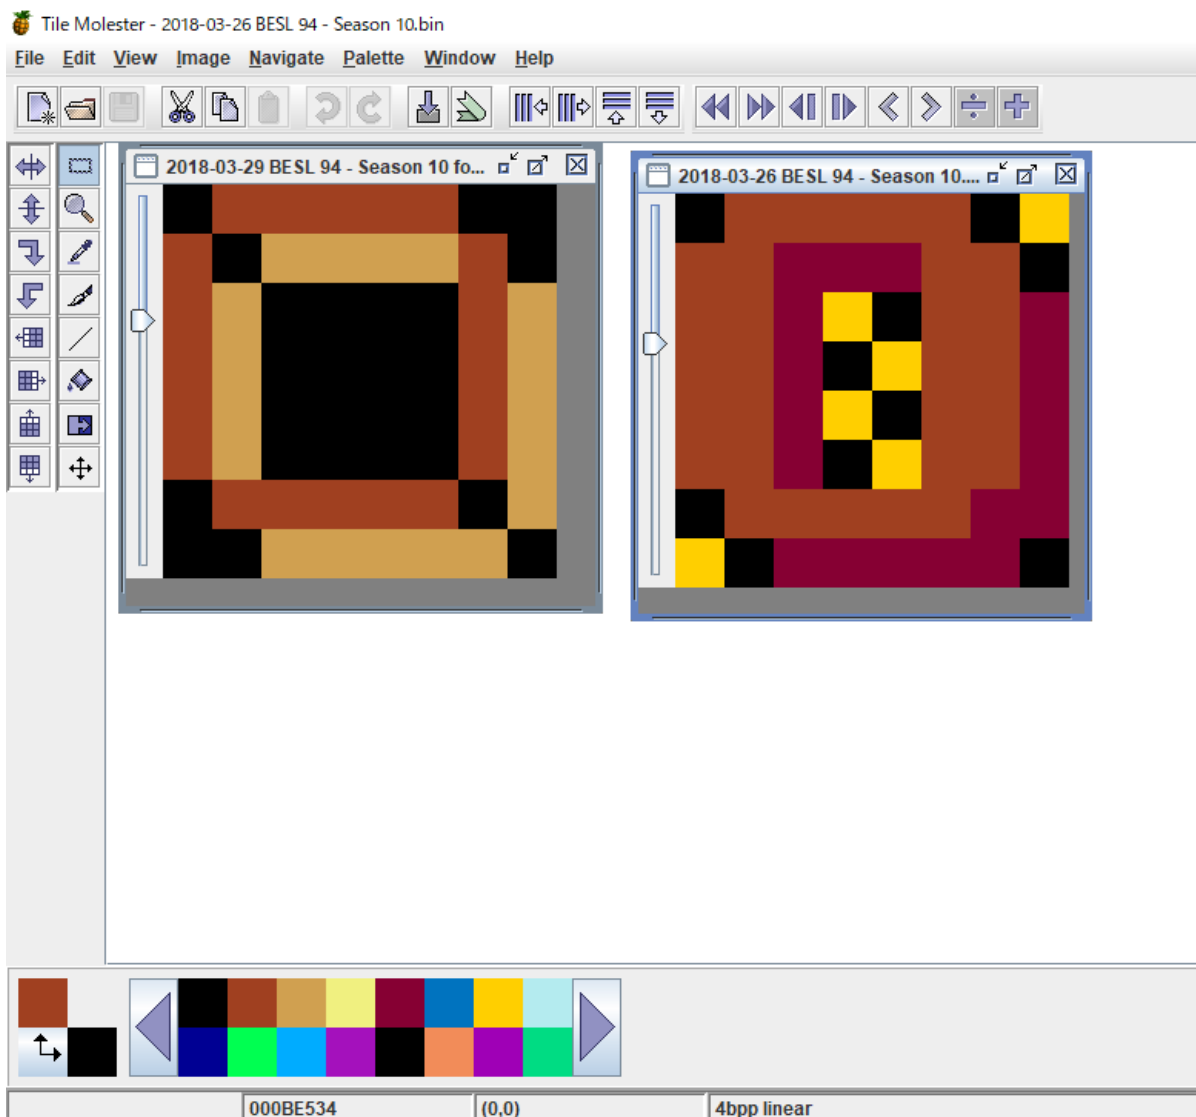 Tile Molester - 2018-03-26 BESL 94 - Season 10.bin
File Edit View Image Navigate Palette Window Help
2018-03-29 BESL 94 - Season 10 fo...
2018-03-26 BESL 94 - Season 10....
000BE534 (0,0) 4bpp linear